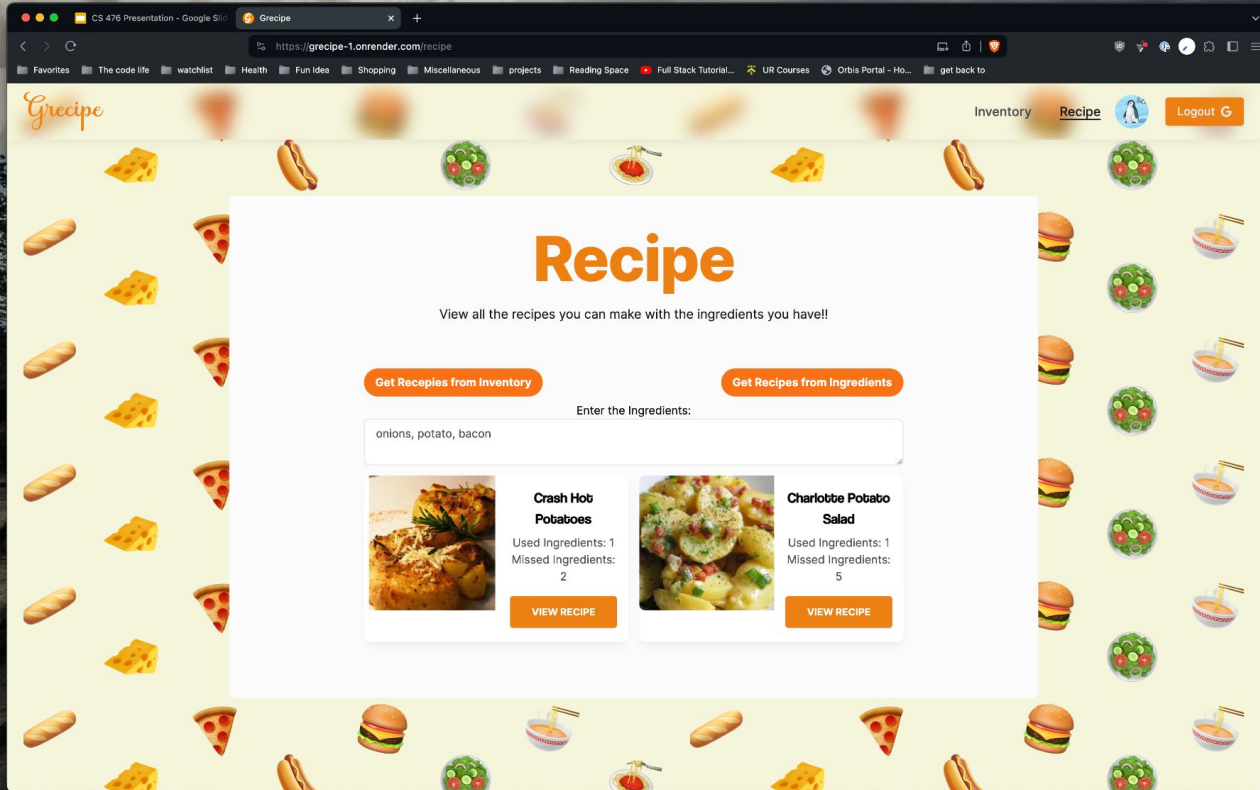 CS 476 Presentation - Google Slid
Grecipe
https://grecipe-1.onrender.com/recipe
Favorites The code life watchlist Health Fun Idea Shopping Miscellaneous projects Reading Space Full Stack Tutorial... UR Courses Orbis Portal - Ho... get back to
Grecipe
Inventory Recipe Logout G
Recipe
View all the recipes you can make with the ingredients you have!!
Get Recepies from Inventory
Get Recipes from Ingredients
Enter the Ingredients:
onions, potato, bacon
Crash Hot
Potatoes
Used Ingredients: 1
Missed Ingredients:
2
VIEW RECIPE
Charlotte Potato
Salad
Used Ingredients: 1
Missed Ingredients:
5
VIEW RECIPE